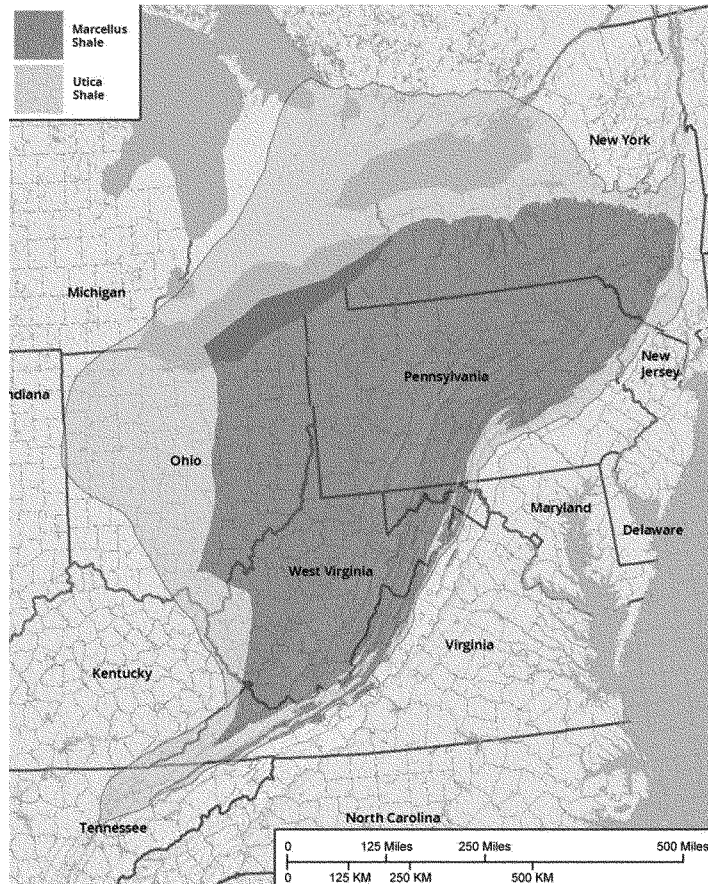 Marcellus
Shale
Utica
Shale
New York
Michigan
Pennsylvania
New
Jersey
ndiana
Ohio
Maryland
Delaware
West Virginia
Virginia
Kentucky
Tennessee
North Carolina
0 125 Miles 250 Miles 500 Miles
0 125 KM 250 KM 500 KM